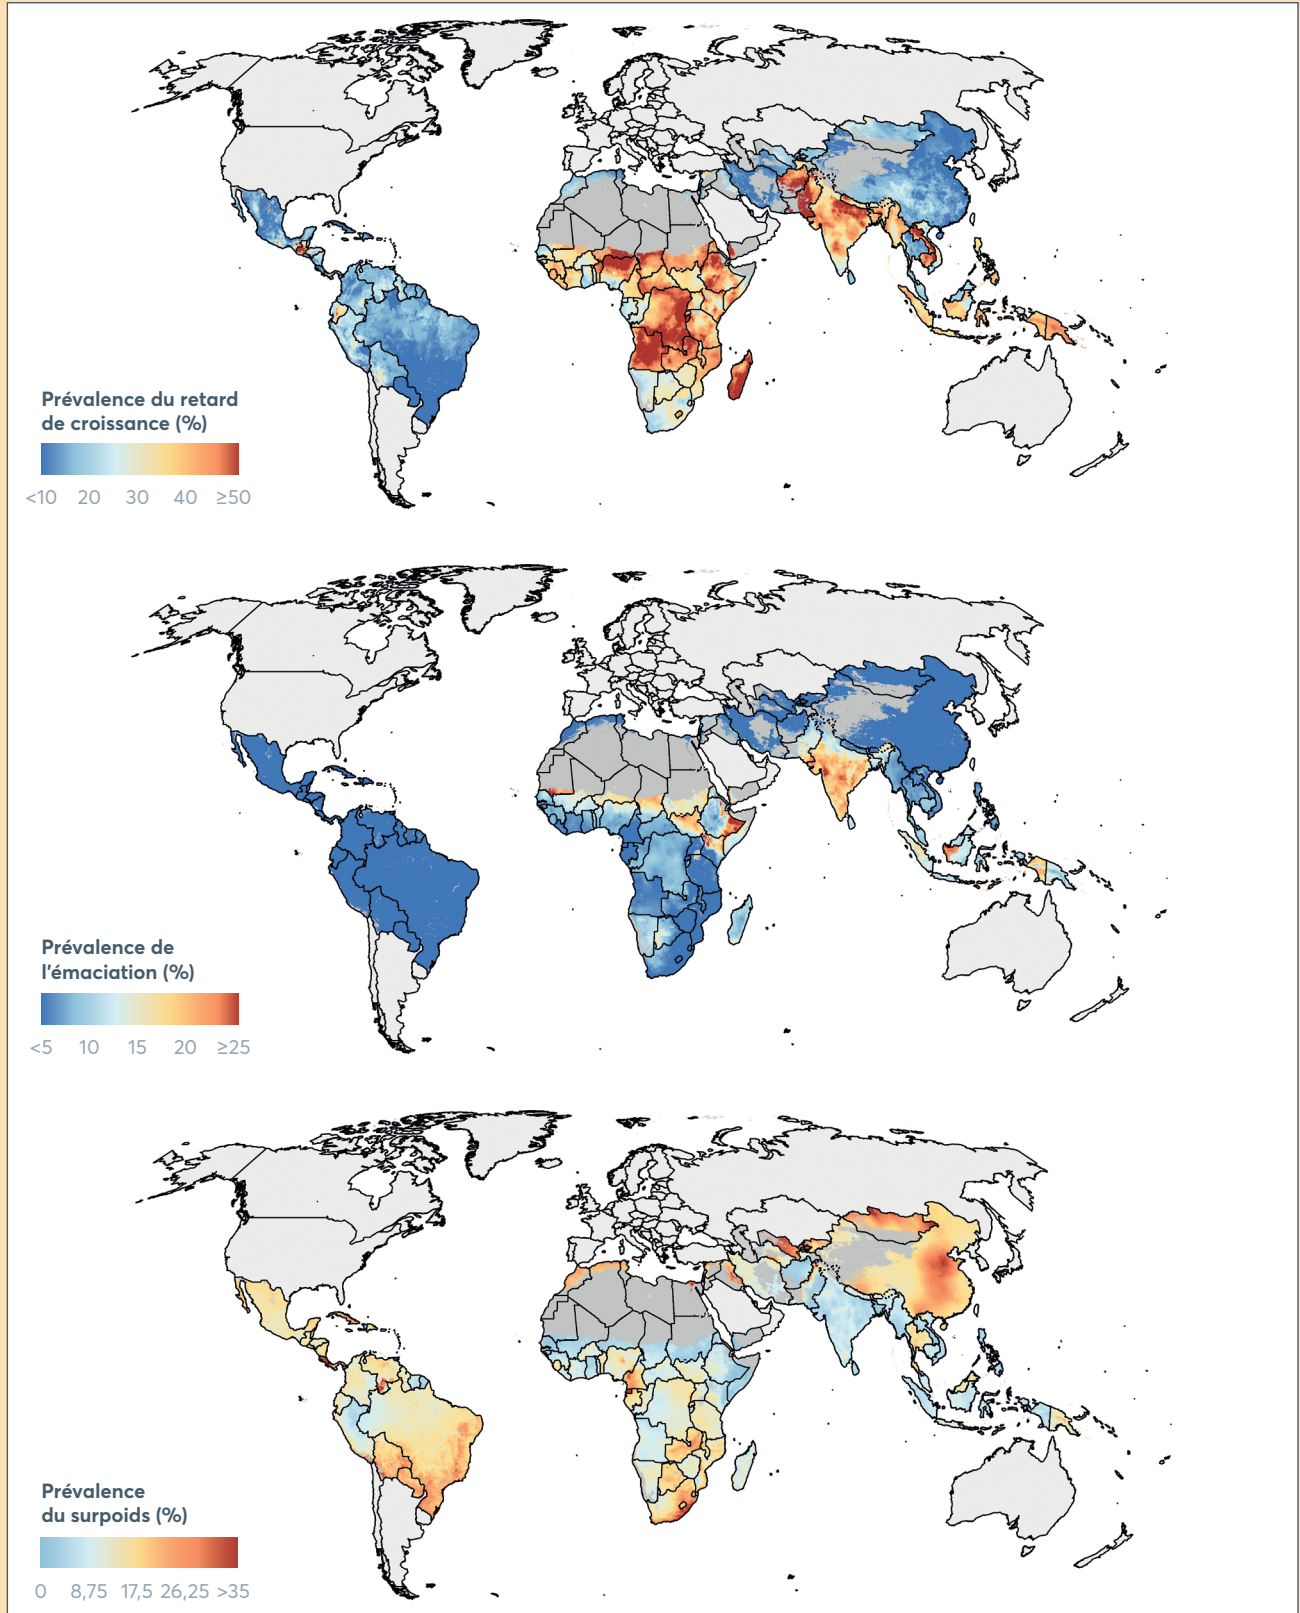 Prévalence du retard
de croissance (%)
<10 20 30 40 ≥50
Prévalence de
l'émaciation (%)
<5 10 15 20 ≥25
Prévalence
du surpoids (%)
0 8,75 17,5 26,25 >35